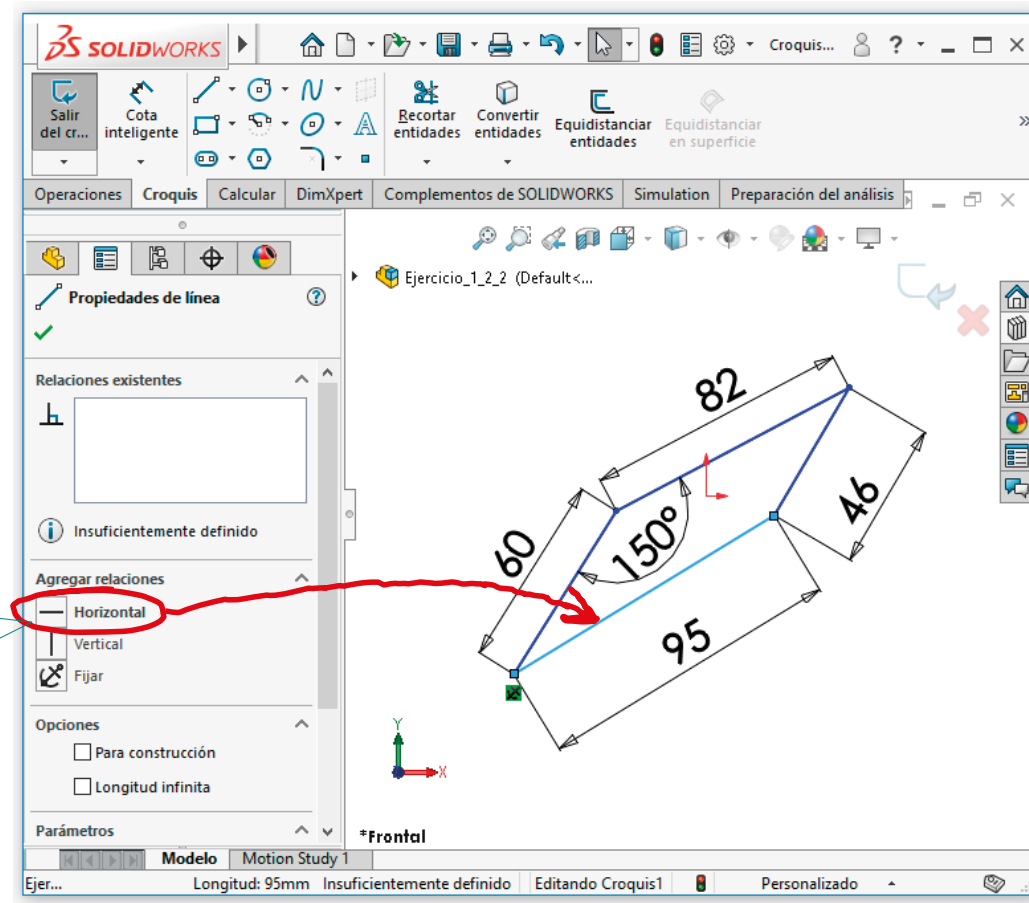 SOLIDWORKS
Croquis...
?
Salir
del cr...
Cota
inteligente
Recortar
entidades
Convertir
entidades
Equidistanciar
entidades
Equidistanciar
en superficie
Operaciones
Croquis
Calcular
DimXpert
Complementos de SOLIDWORKS
Simulation
Preparación del análisis
Propiedades de línea
?
Ejercicio_1_2_2 (Default<...
Relaciones existentes
Insuficientemente definido
Agregar relaciones
Horizontal
Vertical
Fijar
Opciones
Para construcción
Longitud infinita
Parámetros
82
46
60
150°
95
Y
X
*Frontal
Modelo
Motion Study 1
Ejer...
Longitud: 95mm
Insuficientemente definido
Editando Croquis1
Personalizado